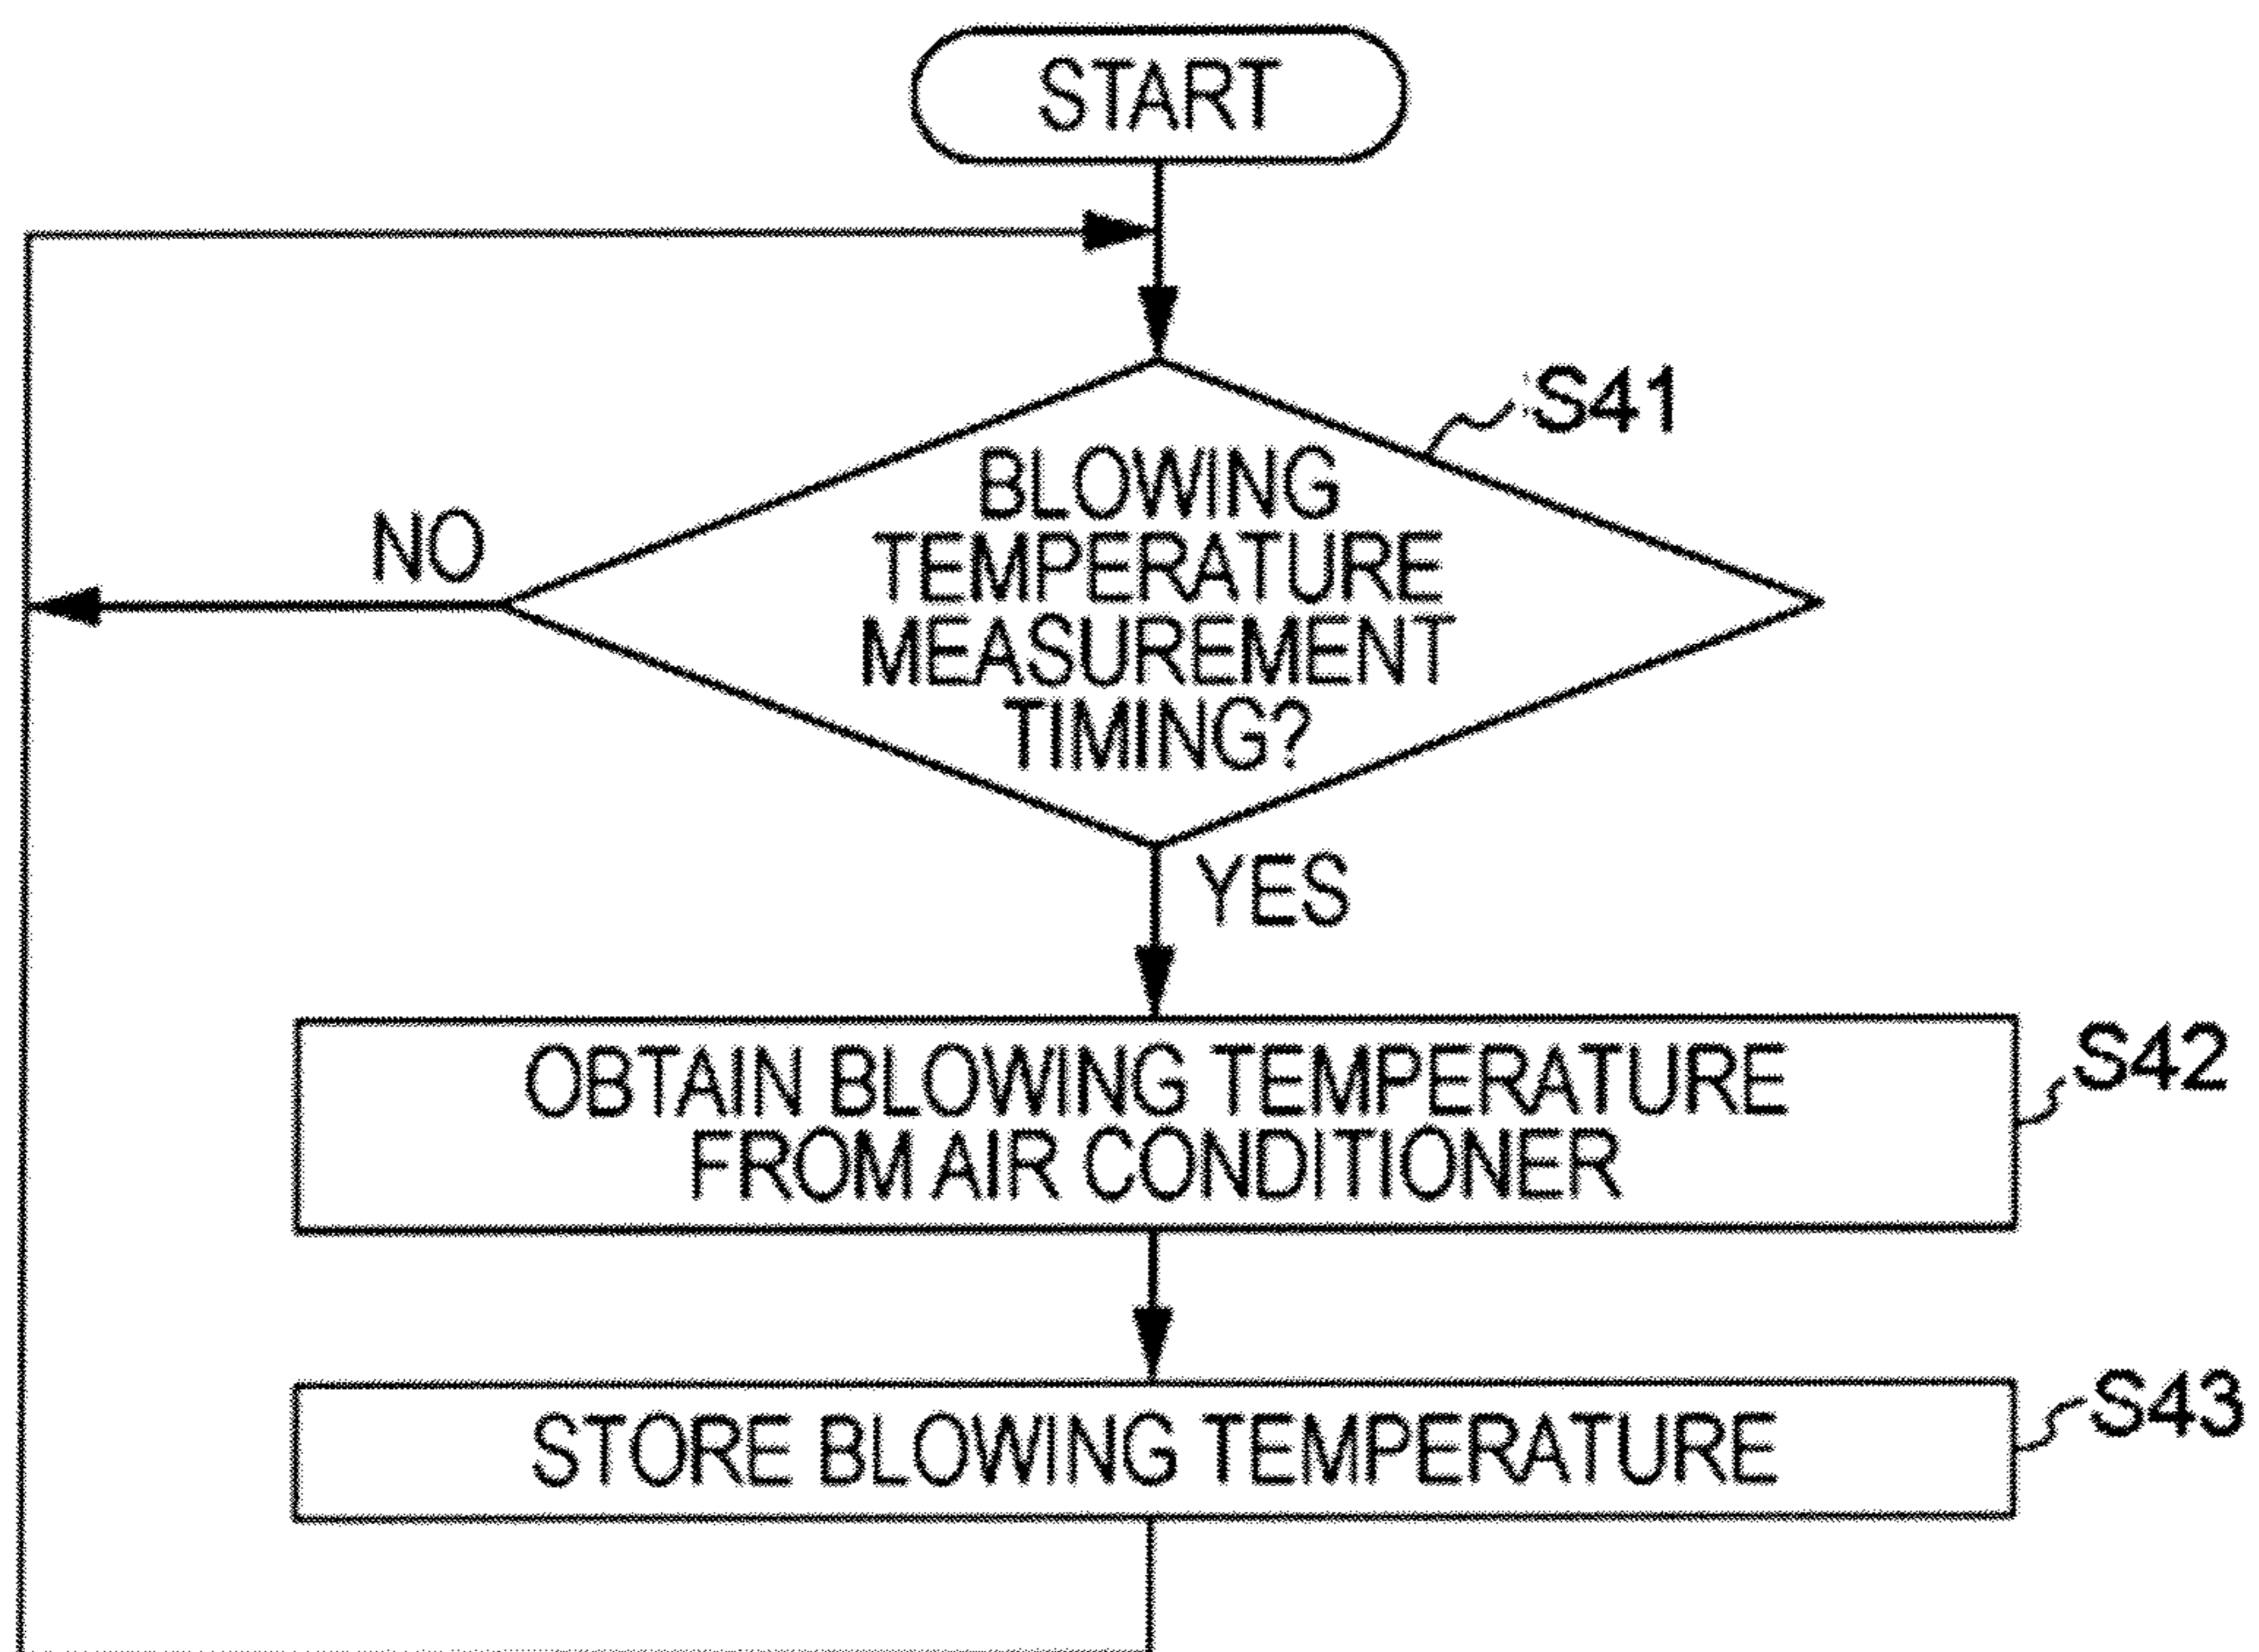 START
S41
BLOWING
TEMPERATURE
MEASUREMENT
TIMING?
NO
YES
OBTAIN BLOWING TEMPERATURE
FROM AIR CONDITIONER
S42
STORE BLOWING TEMPERATURE
S43